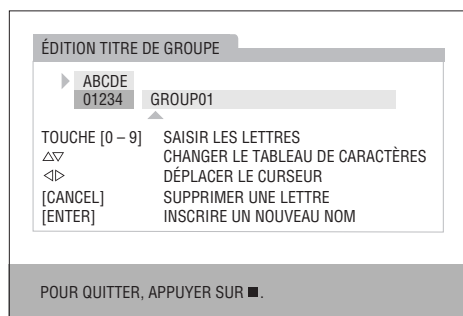 ÉDITION TITRE DE GROUPE
ABCDE
01234 GROUP01
TOUCHE [0 – 9] SAISIR LES LETTRES
△▽ CHANGER LE TABLEAU DE CARACTÈRES
◁▷ DÉPLACER LE CURSEUR
[CANCEL] SUPPRIMER UNE LETTRE
[ENTER] INSCRIRE UN NOUVEAU NOM
POUR QUITTER, APPUYER SUR ■.